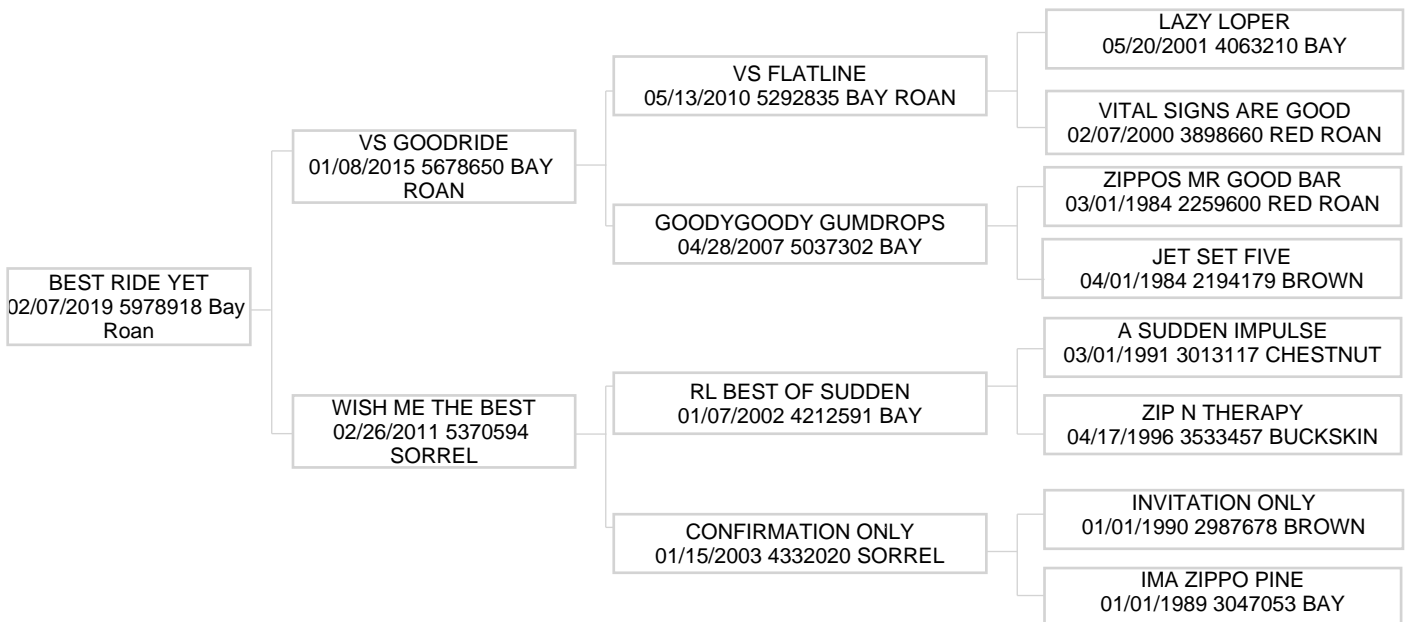 BEST RIDE YET
02/07/2019 5978918 Bay
Roan
VS GOODRIDE
01/08/2015 5678650 BAY
ROAN
WISH ME THE BEST
02/26/2011 5370594
SORREL
VS FLATLINE
05/13/2010 5292835 BAY ROAN
GOODYGOODY GUMDROPS
04/28/2007 5037302 BAY
RL BEST OF SUDDEN
01/07/2002 4212591 BAY
CONFIRMATION ONLY
01/15/2003 4332020 SORREL
LAZY LOPER
05/20/2001 4063210 BAY
VITAL SIGNS ARE GOOD
02/07/2000 3898660 RED ROAN
ZIPPOS MR GOOD BAR
03/01/1984 2259600 RED ROAN
JET SET FIVE
04/01/1984 2194179 BROWN
A SUDDEN IMPULSE
03/01/1991 3013117 CHESTNUT
ZIP N THERAPY
04/17/1996 3533457 BUCKSKIN
INVITATION ONLY
01/01/1990 2987678 BROWN
IMA ZIPPO PINE
01/01/1989 3047053 BAY